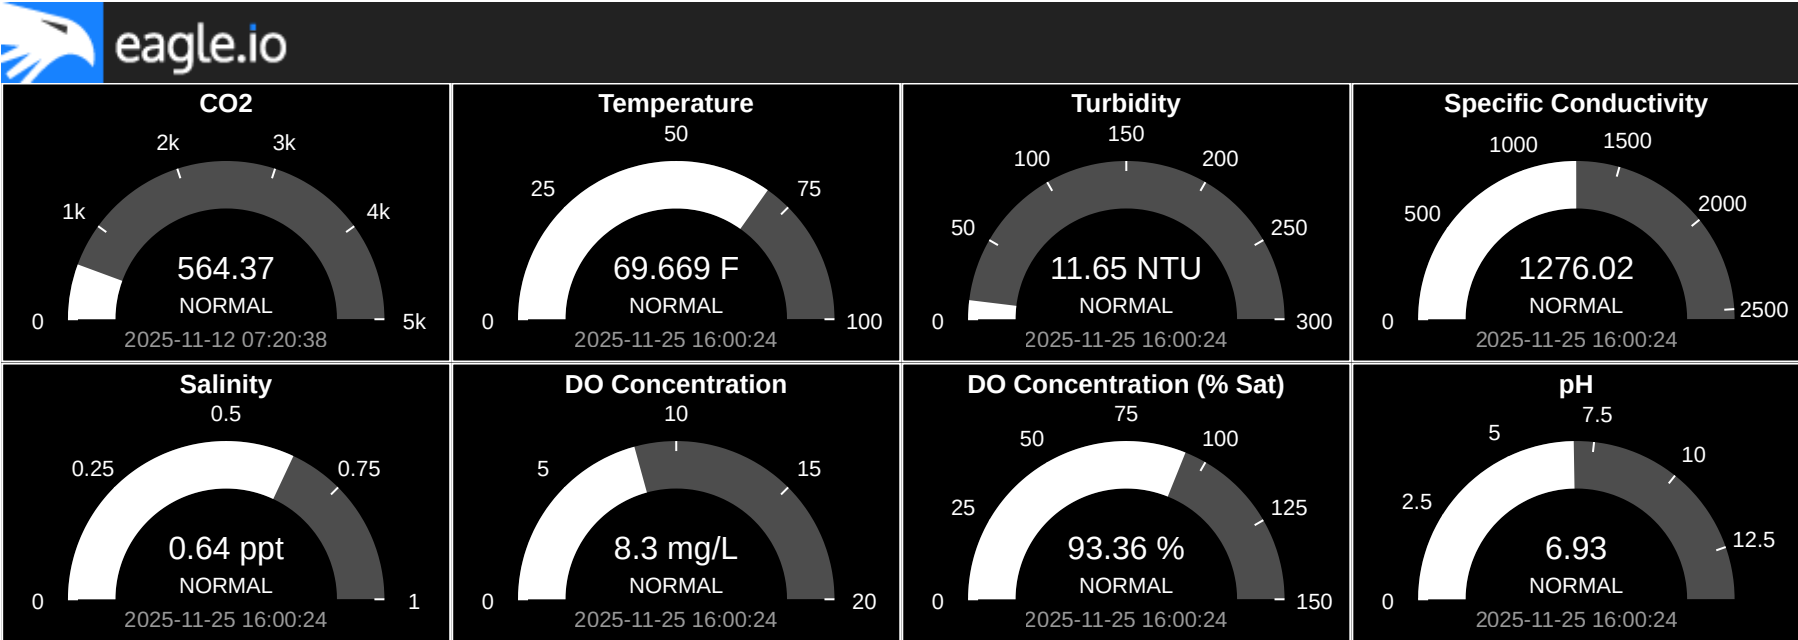 eagle.io
CO2
0
1k
2k
3k
4k
5k
564.37
NORMAL
2025-11-12 07:20:38
Temperature
0
25
50
75
100
69.669 F
NORMAL
2025-11-25 16:00:24
Turbidity
0
50
100
150
200
250
300
11.65 NTU
NORMAL
2025-11-25 16:00:24
Specific Conductivity
0
500
1000
1500
2000
2500
1276.02
NORMAL
2025-11-25 16:00:24
Salinity
0
0.25
0.5
0.75
1
0.64 ppt
NORMAL
2025-11-25 16:00:24
DO Concentration
0
5
10
15
20
8.3 mg/L
NORMAL
2025-11-25 16:00:24
DO Concentration (% Sat)
0
25
50
75
100
125
150
93.36 %
NORMAL
2025-11-25 16:00:24
pH
0
2.5
5
7.5
10
12.5
6.93
NORMAL
2025-11-25 16:00:24